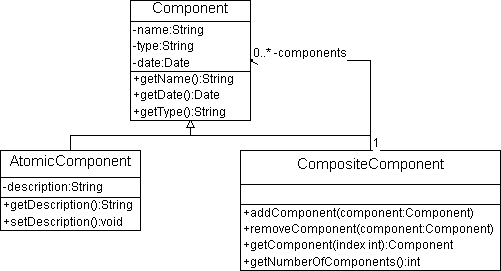 Component
-name:String
-type:String
-date:Date
+getName():String
+getDate():Date
+getType():String
0..* -components
AtomicComponent
-description:String
+getDescription():String
+setDescription():void
1
CompositeComponent
+addComponent(component:Component)
+removeComponent(component:Component)
+getComponent(index int):Component
+getNumberOfComponents():int